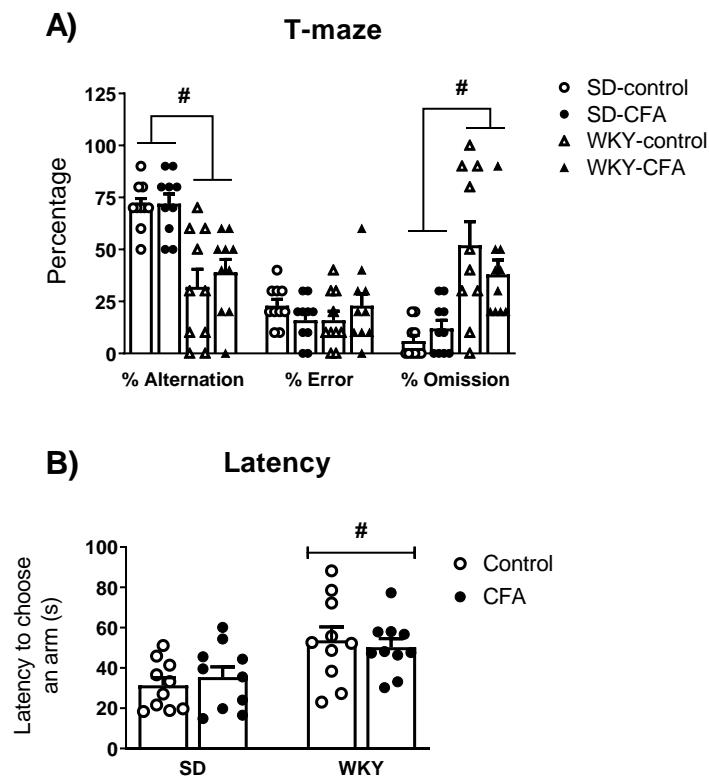 A)
T-maze
#
#
SD-control
SD-CFA
WKY-control
WKY-CFA
Percentage
125
100
75
50
25
0
% Alternation
% Error
% Omission
B)
Latency
#
Control
CFA
Latency to choose
an arm (s)
100
80
60
40
20
0
SD
WKY